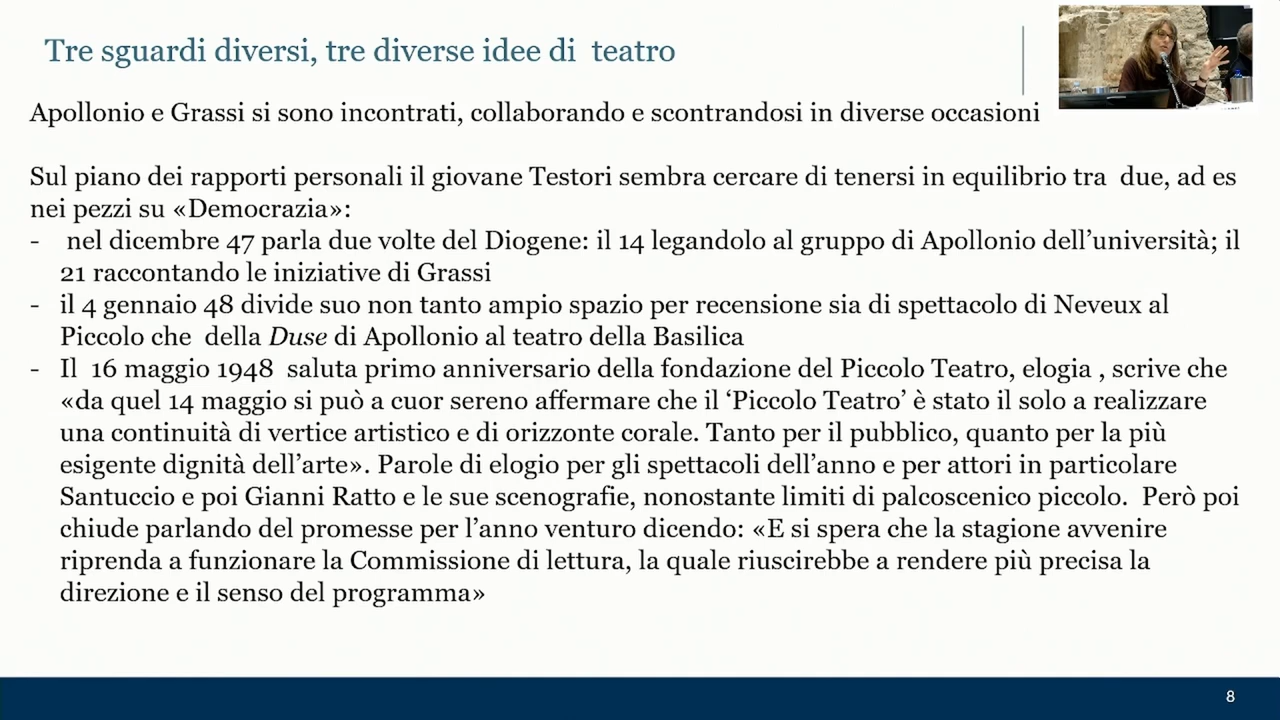 Tre sguardi diversi, tre diverse idee di teatro
Apollonio e Grassi si sono incontrati, collaborando e scontrandosi in diverse occasioni
Sul piano dei rapporti personali il giovane Testori sembra cercare di tenersi in equilibrio tra due, ad es
nei pezzi su «Democrazia»:
- nel dicembre 47 parla due volte del Diogene: il 14 legandolo al gruppo di Apollonio dell’università; il
21 raccontando le iniziative di Grassi
- il 4 gennaio 48 divide suo non tanto ampio spazio per recensione sia di spettacolo di Neveux al
Piccolo che della Duse di Apollonio al teatro della Basilica
- Il 16 maggio 1948 saluta primo anniversario della fondazione del Piccolo Teatro, elogia , scrive che
«da quel 14 maggio si può a cuor sereno affermare che il ‘Piccolo Teatro’ è stato il solo a realizzare
una continuità di vertice artistico e di orizzonte corale. Tanto per il pubblico, quanto per la più
esigente dignità dell’arte». Parole di elogio per gli spettacoli dell’anno e per attori in particolare
Santuccio e poi Gianni Ratto e le sue scenografie, nonostante limiti di palcoscenico piccolo. Però poi
chiude parlando del promesse per l’anno venturo dicendo: «E si spera che la stagione avvenire
riprenda a funzionare la Commissione di lettura, la quale riuscirebbe a rendere più precisa la
direzione e il senso del programma»
8